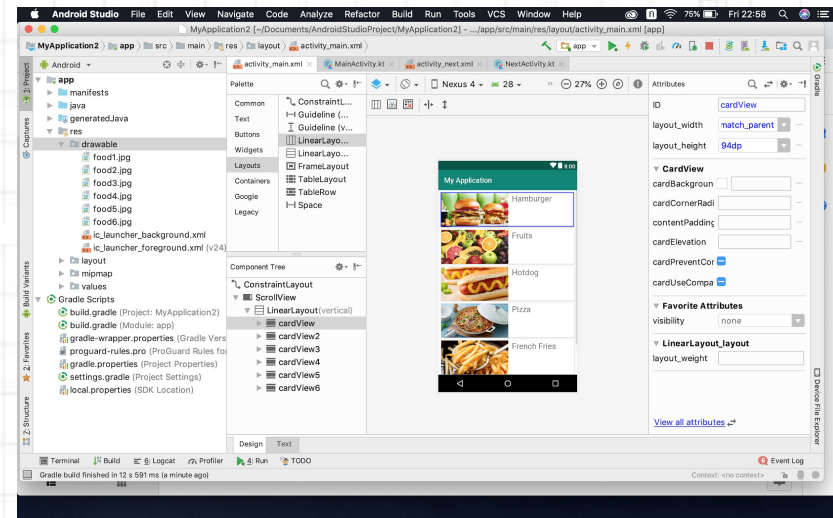 Android Studio File Edit View Navigate Code Analyze Refactor Build Run Tools VCS Window Help 75% Fri 22:58
MyApplication2 [~/Documents/AndroidStudioProject/MyApplication2] - .../app/src/main/res/layout/activity_main.xml [app]
MyApplication2 app src main res layout activity_main.xml app
Android activity_main.xml MainActivity.kt activity_next.xml NextActivity.kt
1: Project
Captures
Build Variants
2: Favorites
Z: Structure
app
manifests
java
generatedJava
res
drawable
food1.jpg
food2.jpg
food3.jpg
food4.jpg
food5.jpg
food6.jpg
ic_launcher_background.xml
ic_launcher_foreground.xml (v24)
layout
mipmap
values
Gradle Scripts
build.gradle (Project: MyApplication2)
build.gradle (Module: app)
gradle-wrapper.properties (Gradle Vers
proguard-rules.pro (ProGuard Rules fo
gradle.properties (Project Properties)
settings.gradle (Project Settings)
local.properties (SDK Location)
Palette
Common
Text
Buttons
Widgets
Layouts
Containers
Google
Legacy
ConstraintL...
Guideline (...
Guideline (v...
LinearLayo...
LinearLayo...
FrameLayout
TableLayout
TableRow
Space
Component Tree
ConstraintLayout
ScrollView
LinearLayout(vertical)
cardView
cardView2
cardView3
cardView4
cardView5
cardView6
Nexus 4 28 27%
8:00
My Application
Hamburger
Fruits
Hotdog
Pizza
French Fries
Attributes
ID cardView
layout_width match_parent
layout_height 94dp
CardView
cardBackgroun
cardCornerRadi
contentPadding
cardElevation
cardPreventCor
cardUseCompa
Favorite Attributes
visibility none
LinearLayout_layout
layout_weight
View all attributes
Gradle
Device File Explorer
Design Text
Terminal Build 6: Logcat Profiler 4: Run TODO Event Log
Gradle build finished in 12 s 591 ms (a minute ago) Context: <no context>